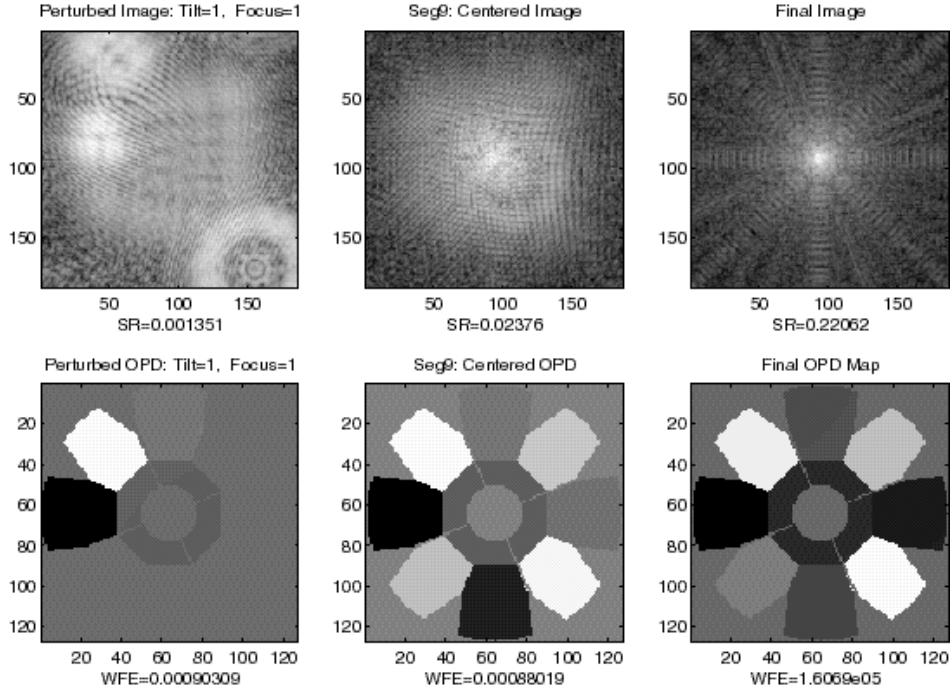 Perturbed Image: Tilt=1, Focus=1
Seg9: Centered Image
Final Image
50
100
150
50
100
150
50
100
150
50 100 150
50 100 150
50 100 150
SR=0.001351
SR=0.02376
SR=0.22062
Perturbed OPD: Tilt=1, Focus=1
Seg9: Centered OPD
Final OPD Map
20
40
60
80
100
120
20
40
60
80
100
120
20
40
60
80
100
120
20 40 60 80 100 120
20 40 60 80 100 120
20 40 60 80 100 120
WFE=0.00090309
WFE=0.00088019
WFE=1.6069e05